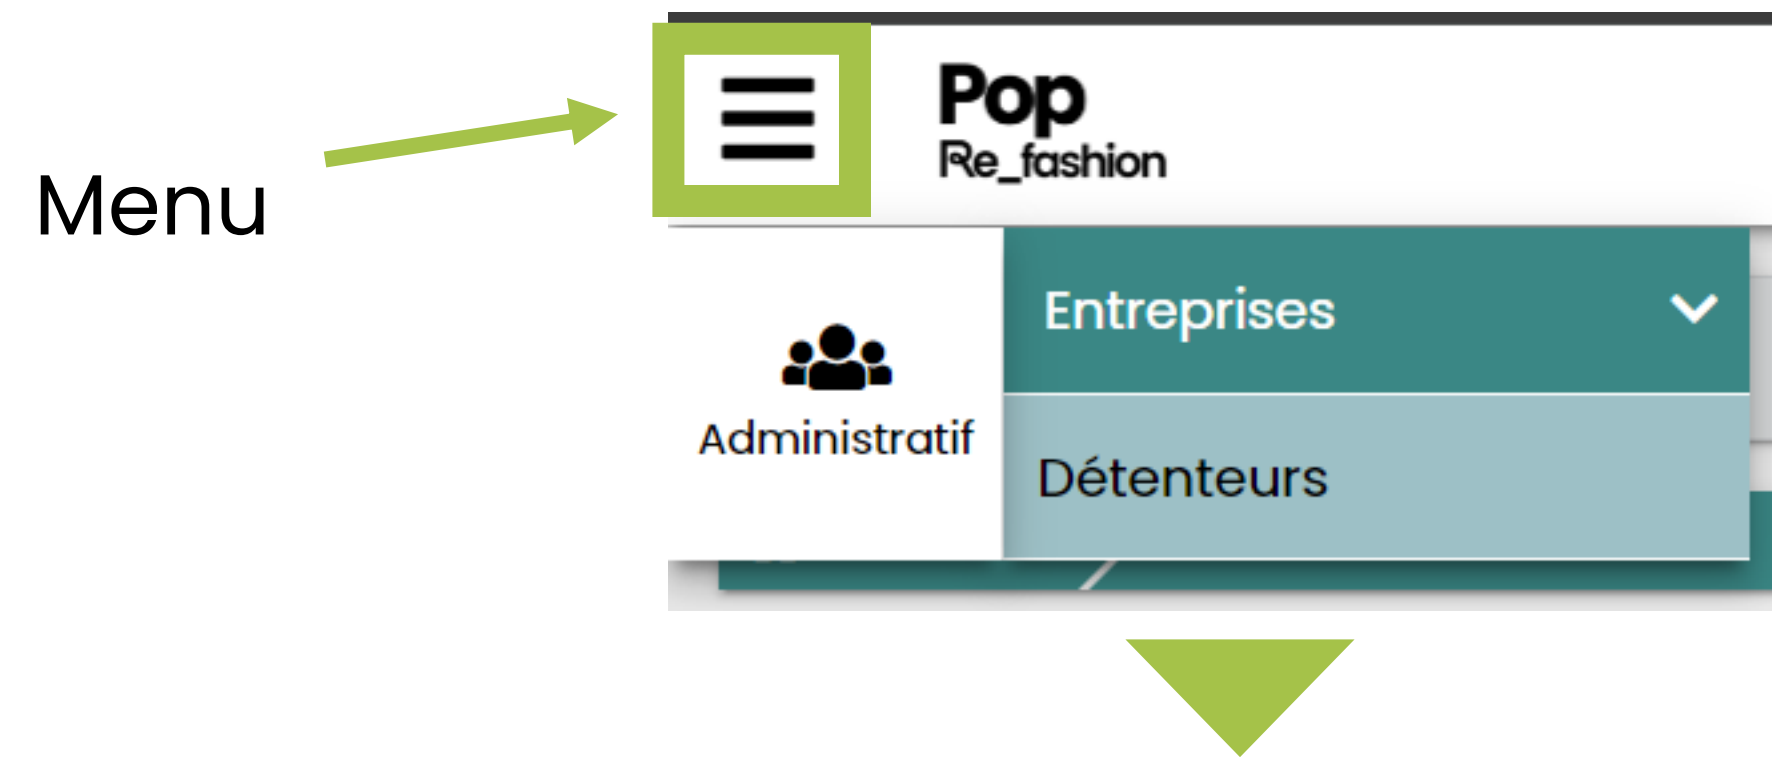 Menu
Pop
Re_fashion
Entreprises
Administratif
Détenteurs